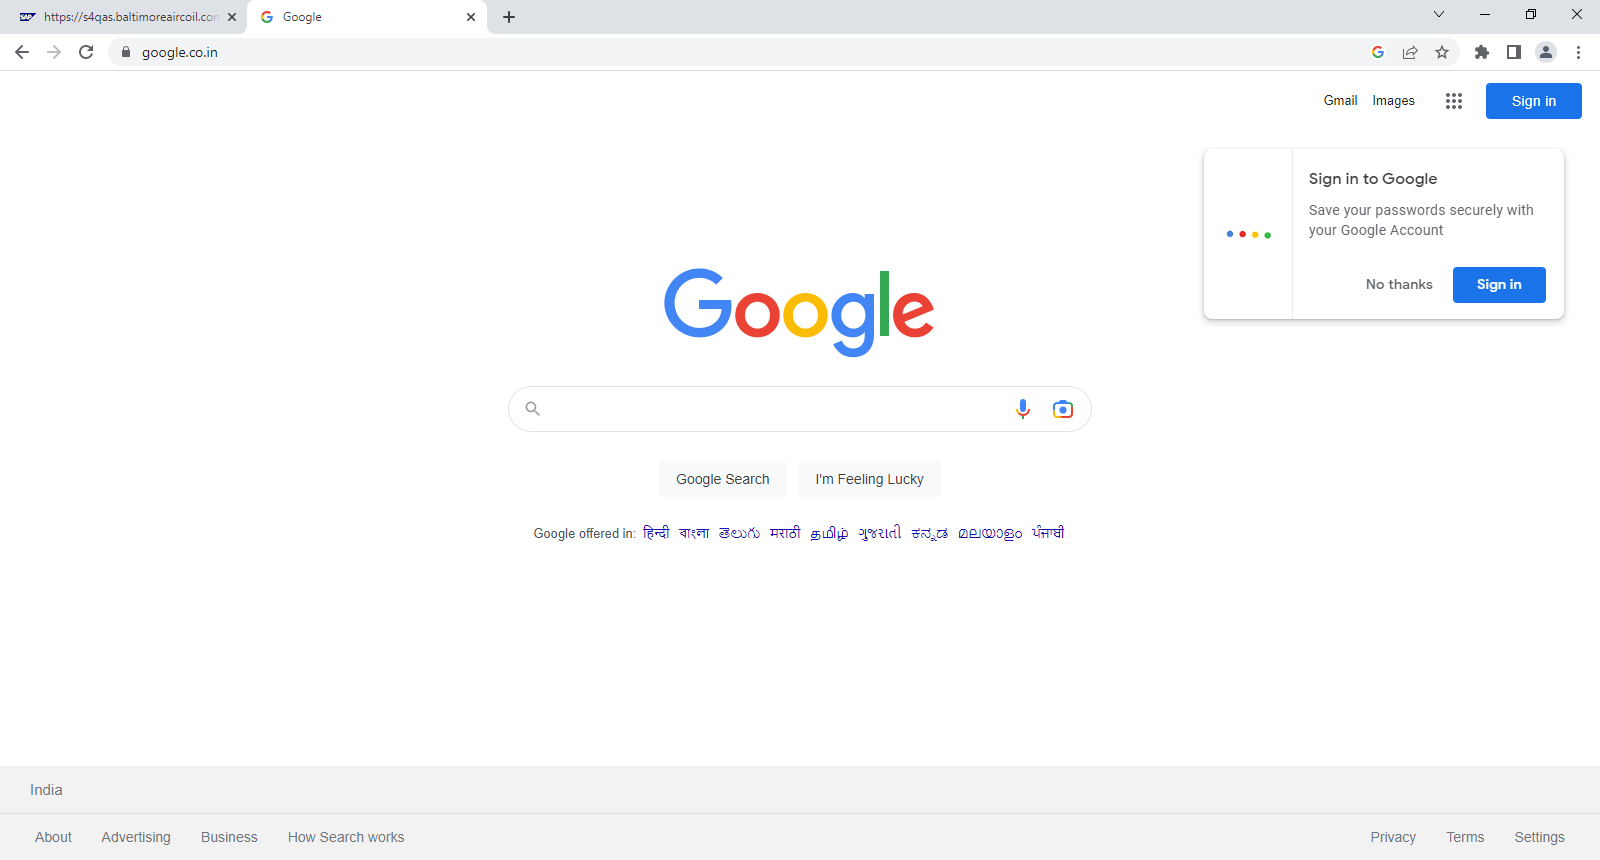 SAP https://s4qas.baltimoreaircoil.con
Google
google.co.in
Gmail Images Sign in
Sign in to Google
Save your passwords securely with
your Google Account
No thanks Sign in
Google
Google Search I'm Feeling Lucky
Google offered in: हिन्दी বাংলা తెలుగు मराठी தமிழ் ગુજરાતી ಕನ್ನಡ മലയാളം ਪੰਜਾਬੀ
India
About Advertising Business How Search works Privacy Terms Settings